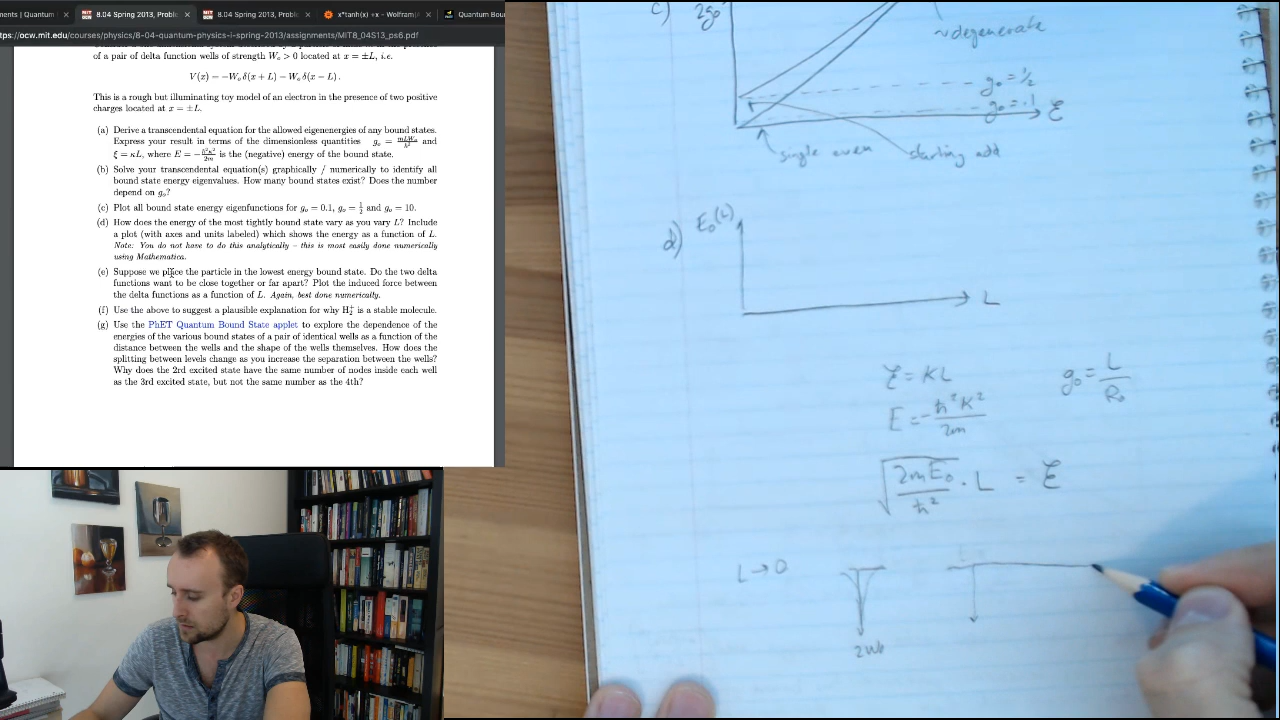 8.04 Spring 2013, Proble
8.04 Spring 2013, Problem
x*tanh(x) +x - Wolfram|A
Quantum Bou
https://ocw.mit.edu/courses/physics/8-04-quantum-physics-i-spring-2013/assignments/MIT8_04S13_ps6.pdf
of a pair of delta function wells of strength Wₒ > 0 located at x = ±L, i.e.
V(x) = −Wₒ δ(x + L) − Wₒ δ(x − L) .
This is a rough but illuminating toy model of an electron in the presence of two positive
charges located at x = ±L.
(a) Derive a transcendental equation for the allowed eigenenergies of any bound states.
Express your result in terms of the dimensionless quantities gₒ = mLWₒ/ħ² and
ξ = κL, where E = −ħ²κ²/2m is the (negative) energy of the bound state.
(b) Solve your transcendental equation(s) graphically / numerically to identify all
bound state energy eigenvalues. How many bound states exist? Does the number
depend on gₒ?
(c) Plot all bound state energy eigenfunctions for gₒ = 0.1, gₒ = 1/2 and gₒ = 10.
(d) How does the energy of the most tightly bound state vary as you vary L? Include
a plot (with axes and units labeled) which shows the energy as a function of L.
Note: You do not have to do this analytically – this is most easily done numerically
using Mathematica.
(e) Suppose we place the particle in the lowest energy bound state. Do the two delta
functions want to be close together or far apart? Plot the induced force between
the delta functions as a function of L. Again, best done numerically.
(f) Use the above to suggest a plausible explanation for why H₂⁺ is a stable molecule.
(g) Use the PhET Quantum Bound State applet to explore the dependence of the
energies of the various bound states of a pair of identical wells as a function of the
distance between the wells and the shape of the wells themselves. How does the
splitting between levels change as you increase the separation between the wells?
Why does the 2rd excited state have the same number of nodes inside each well
as the 3rd excited state, but not the same number as the 4th?
c) 2g₀
~degenerate
g₀ = 1/2
g₀ = .1
ξ
single even
starting odd
d) E₀(L)
L
ξ = KL
g₀ = L/R₀
E = -ħ²K²/2m
√(2mE₀/ħ²) · L = ξ
L → 0
2W₀